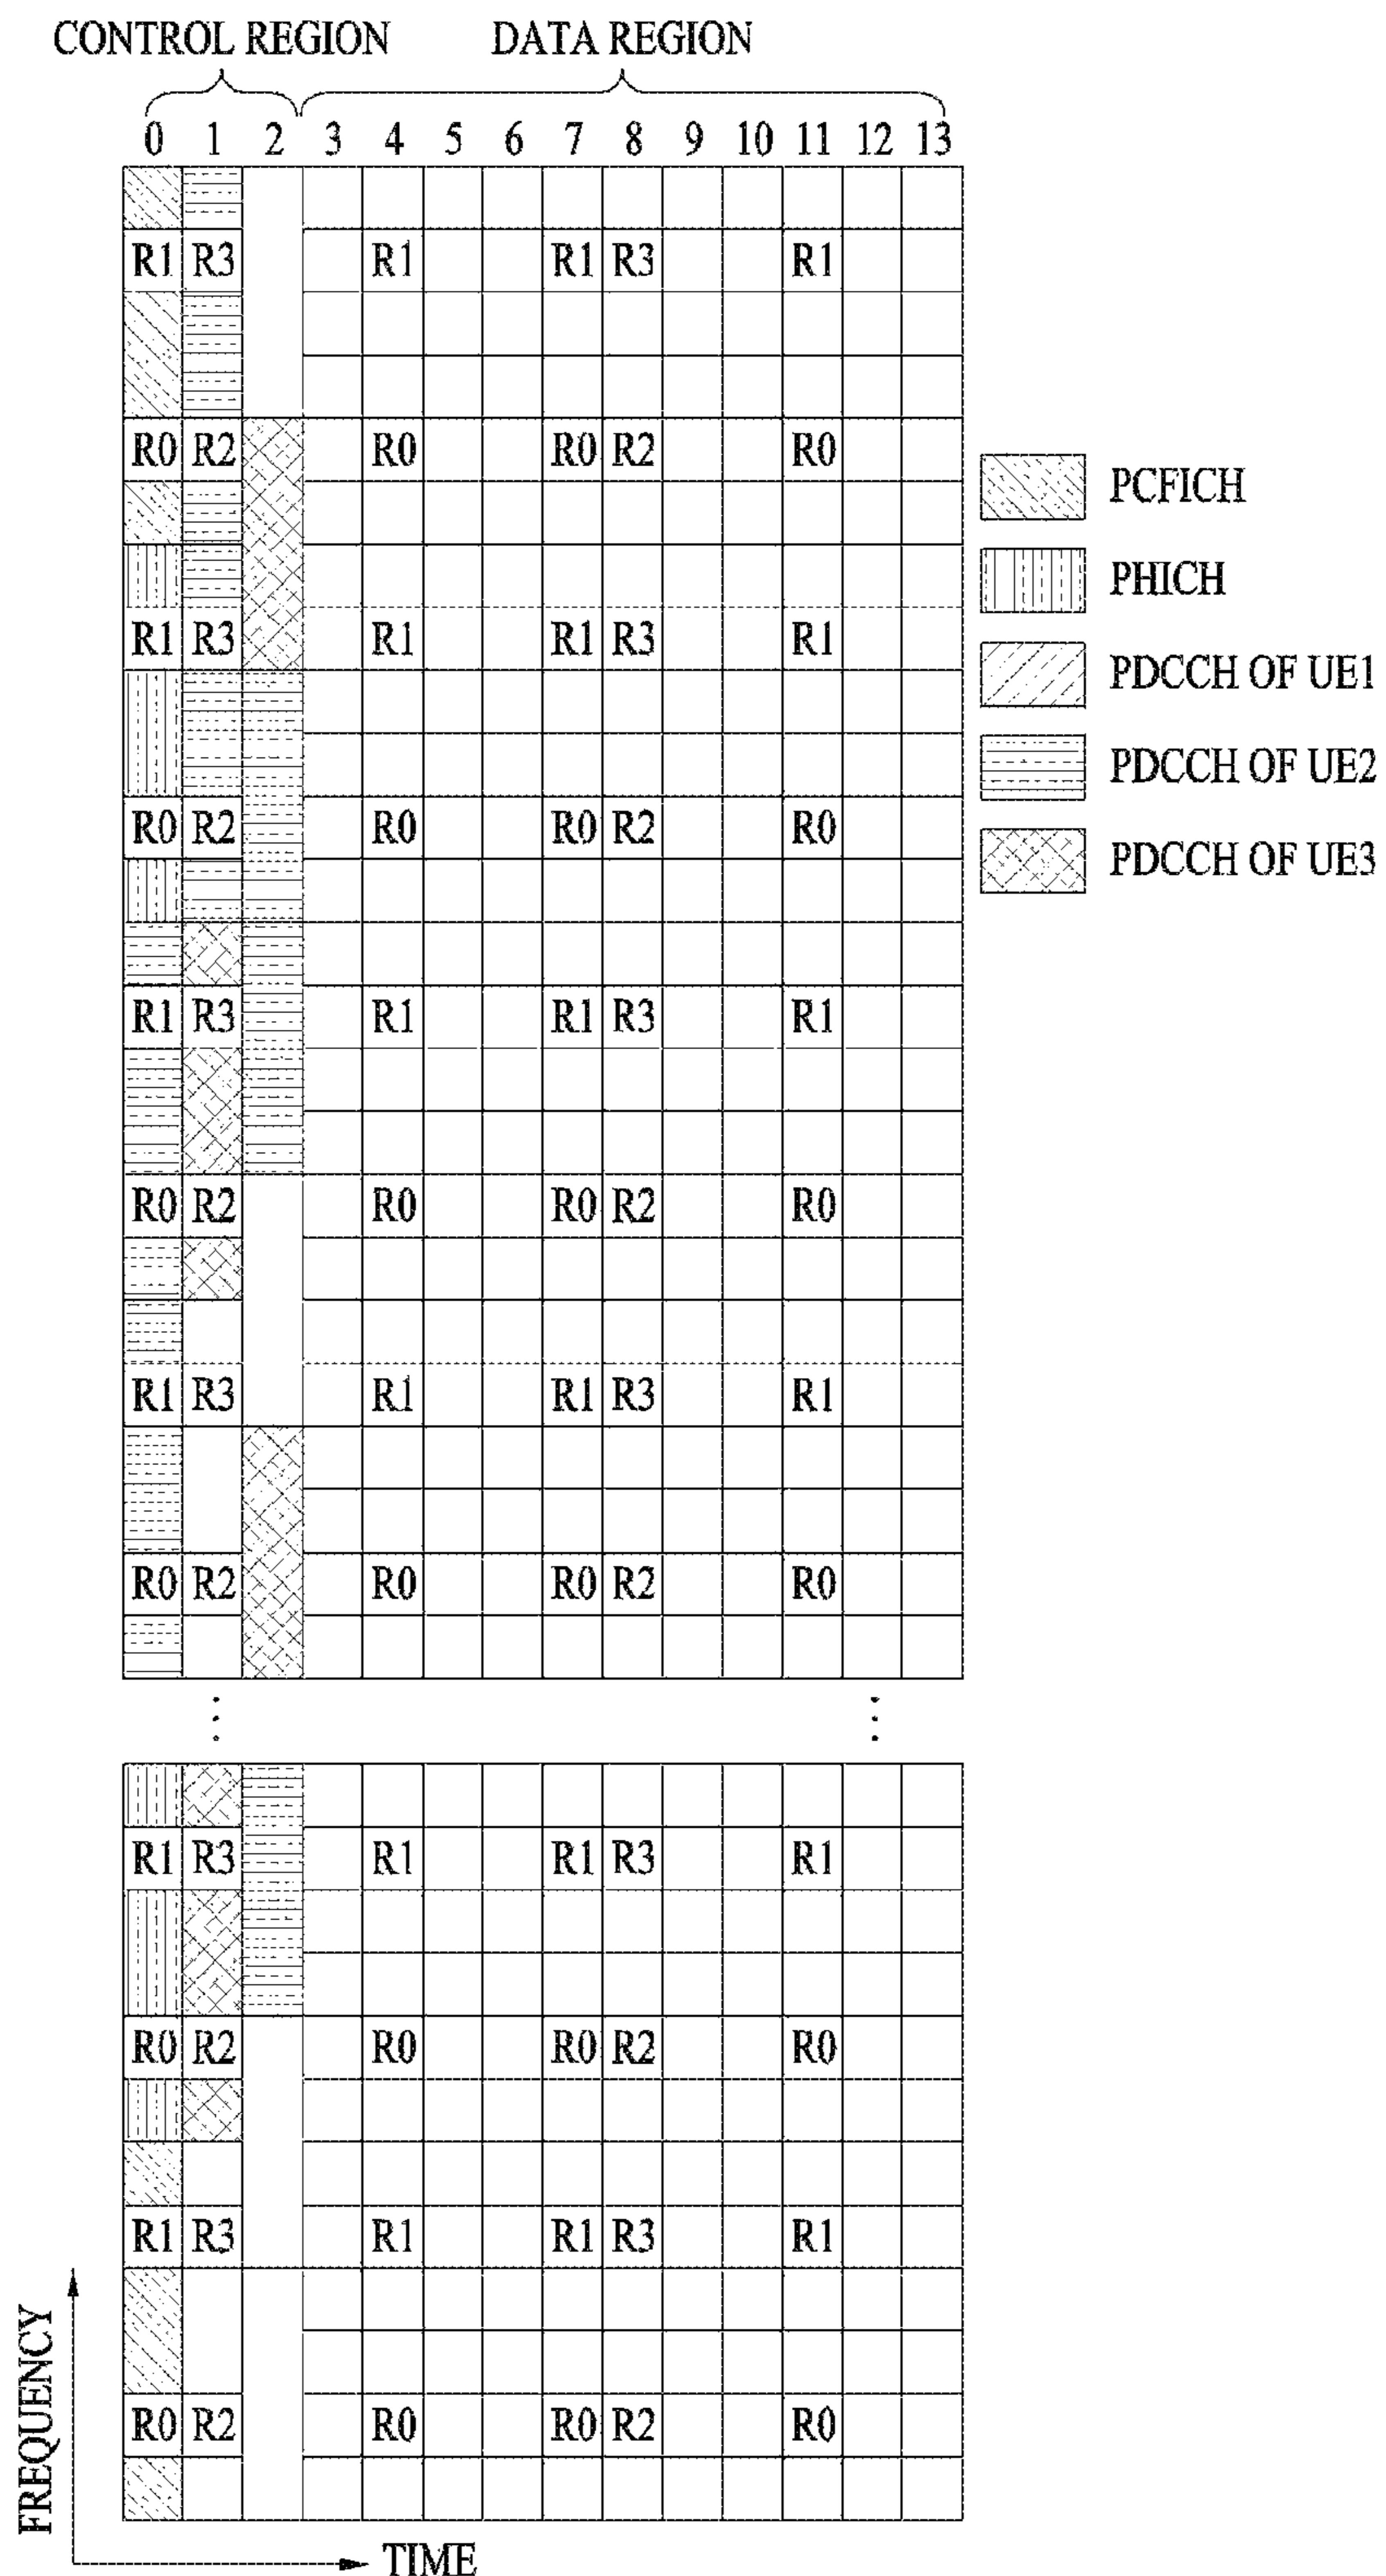 CONTROL REGION DATA REGION
0 1 2 3 4 5 6 7 8 9 10 11 12 13
R1 R3 R1 R1 R3 R1
R0 R2 R0 R0 R2 R0
PCFICH
PHICH
R1 R3 R1 R1 R3 R1
PDCCH OF UE1
PDCCH OF UE2
R0 R2 R0 R0 R2 R0
PDCCH OF UE3
R1 R3 R1 R1 R3 R1
R0 R2 R0 R0 R2 R0
R1 R3 R1 R1 R3 R1
R0 R2 R0 R0 R2 R0
R1 R3 R1 R1 R3 R1
R0 R2 R0 R0 R2 R0
R1 R3 R1 R1 R3 R1
R0 R2 R0 R0 R2 R0
FREQUENCY
TIME